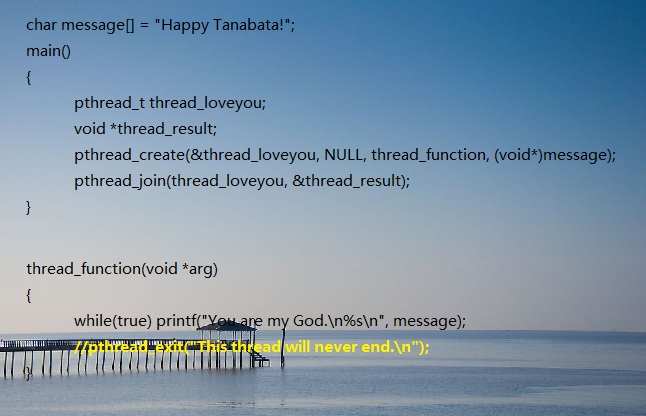 char message[] = "Happy Tanabata!";
main()
{
pthread_t thread_loveyou;
void *thread_result;
pthread_create(&thread_loveyou, NULL, thread_function, (void*)message);
pthread_join(thread_loveyou, &thread_result);
}
thread_function(void *arg)
{
while(true) printf("You are my God.\n%s\n", message);
//pthread_exit("This thread will never end.\n");
}